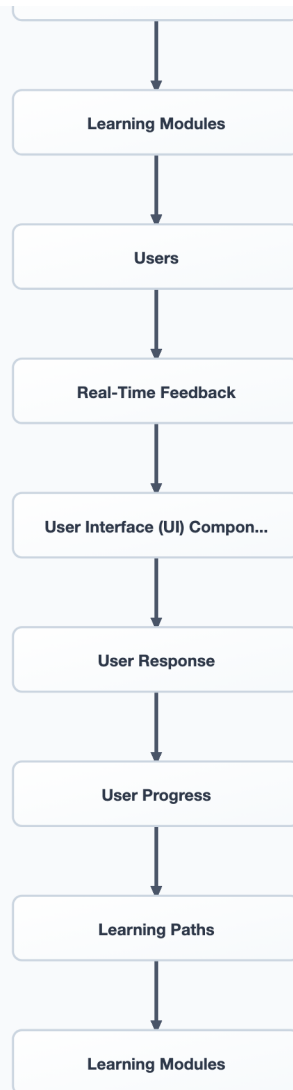 Learning Modules
Users
Real-Time Feedback
User Interface (UI) Compon...
User Response
User Progress
Learning Paths
Learning Modules